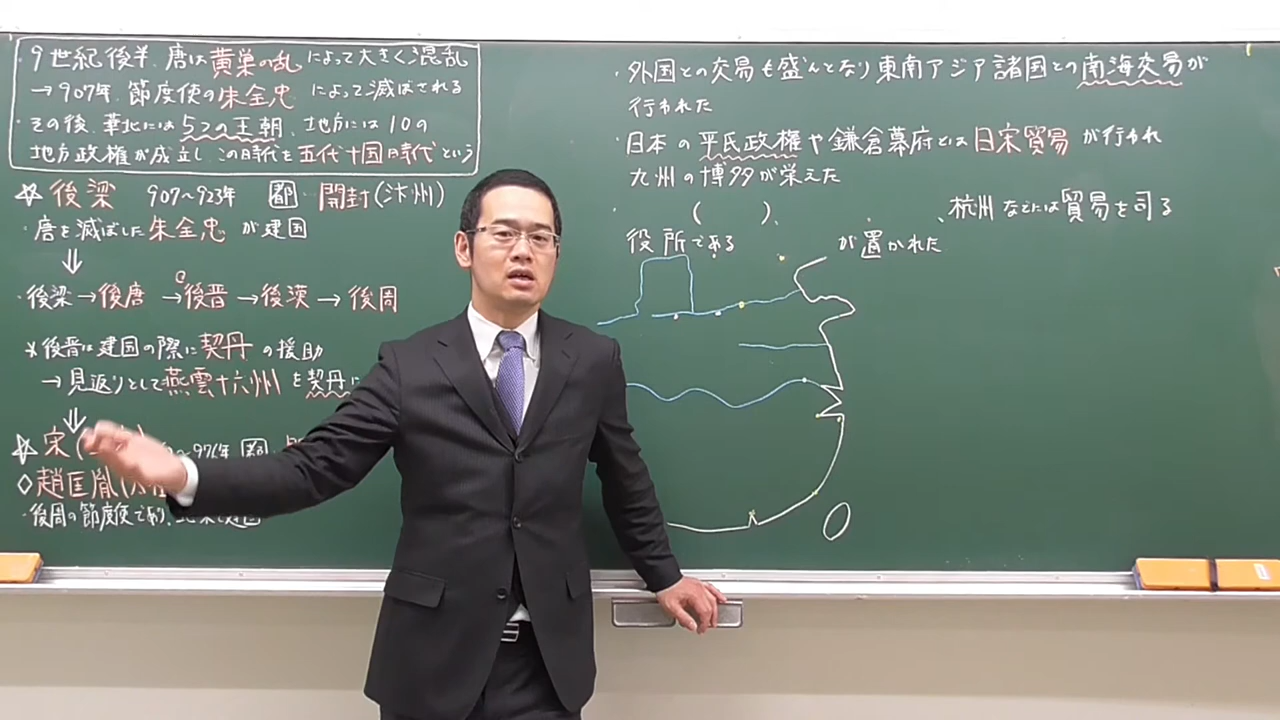 9世紀後半、唐は黄巣の乱によって大きく混乱
→907年、節度使の朱全忠によって滅ばされる
・その後、華北には5つの王朝、地方には10の
地方政権が成立し、この時代を五代十国時代という
☆後梁 907〜923年 都・開封(汴州)
・唐を滅ぼした朱全忠が建国
⇓
後梁→後唐→後晋→後漢→後周
*後晋は建国の際に契丹の援助
→見返りとして燕雲十六州を契丹に
⇓
☆宋( 〜976年 都・
◇趙匡胤(
・後周の節度使であり、
・外国との交易も盛んとなり東南アジア諸国との南海交易が
行われた
・日本の平氏政権や鎌倉幕府とは日宋貿易が行われ
九州の博多が栄えた
・ ( )、 、杭州などには貿易を司る
役所である が置かれた